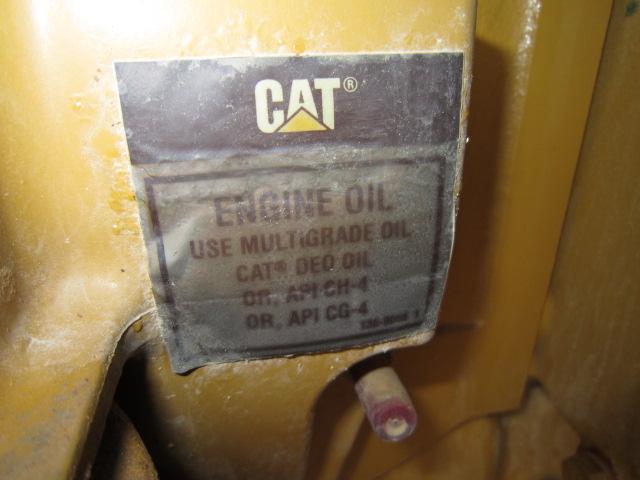 CAT®
ENGINE OIL
USE MULTIGRADE OIL
CAT® DEO OIL
OR, API CH-4
OR, API CG-4